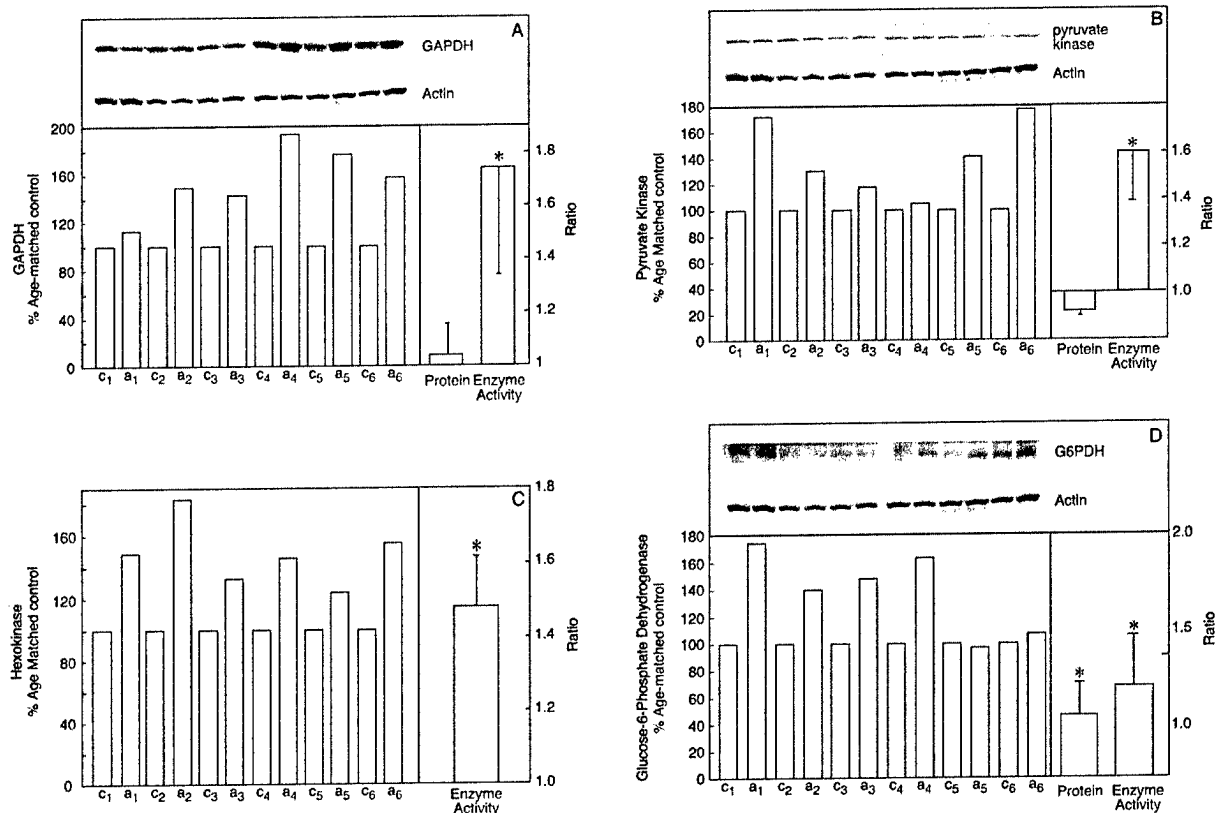 A
GAPDH
Actin
200
160
120
100
80
40
0
GAPDH
% Age-matched control
1.8
1.6
1.4
1.2
1
Ratio
*
c1 a1 c2 a2 c3 a3 c4 a4 c5 a5 c6 a6
Protein Enzyme
Activity
B
pyruvate
kinase
Actin
180
160
140
120
100
80
60
40
20
0
Pyruvate Kinase
% Age Matched control
1.6
1.4
1.2
1.0
Ratio
*
c1 a1 c2 a2 c3 a3 c4 a4 c5 a5 c6 a6
Protein Enzyme
Activity
C
160
120
100
80
40
0
Hexokinase
% Age Matched control
1.8
1.6
1.4
1.2
1.0
Ratio
*
c1 a1 c2 a2 c3 a3 c4 a4 c5 a5 c6 a6
Enzyme
Activity
D
G6PDH
Actin
180
160
140
120
100
80
60
40
20
0
Glucose-6-Phosphate Dehydrogenase
% Age-matched control
2.0
1.5
1.0
Ratio
*
*
c1 a1 c2 a2 c3 a3 c4 a4 c5 a5 c6 a6
Protein Enzyme
Activity